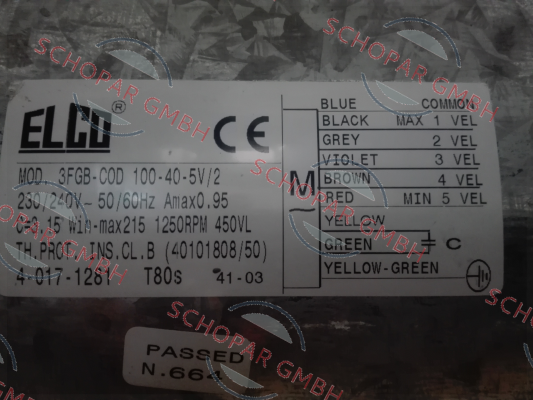 ELCO ® CE
MOD. 3FGB-COD 100-40-5V/2
230/240V~ 50/60Hz Amax0.95
C=3.15 Win-max215 1250RPM 450VL
TH.PROT.-INS.CL.B (40101808/50)
4-017-1281 T80s 41-03
M
~
BLUE COMMON
BLACK MAX 1 VEL
GREY 2 VEL
VIOLET 3 VEL
BROWN 4 VEL
RED MIN 5 VEL
YELLOW
GREEN C
YELLOW-GREEN
PASSED
N.664
SCHOPAR GMBH
SCHOPAR GMBH
SCHOPAR GMBH
SCHOPAR GMBH
SCHOPAR GMBH